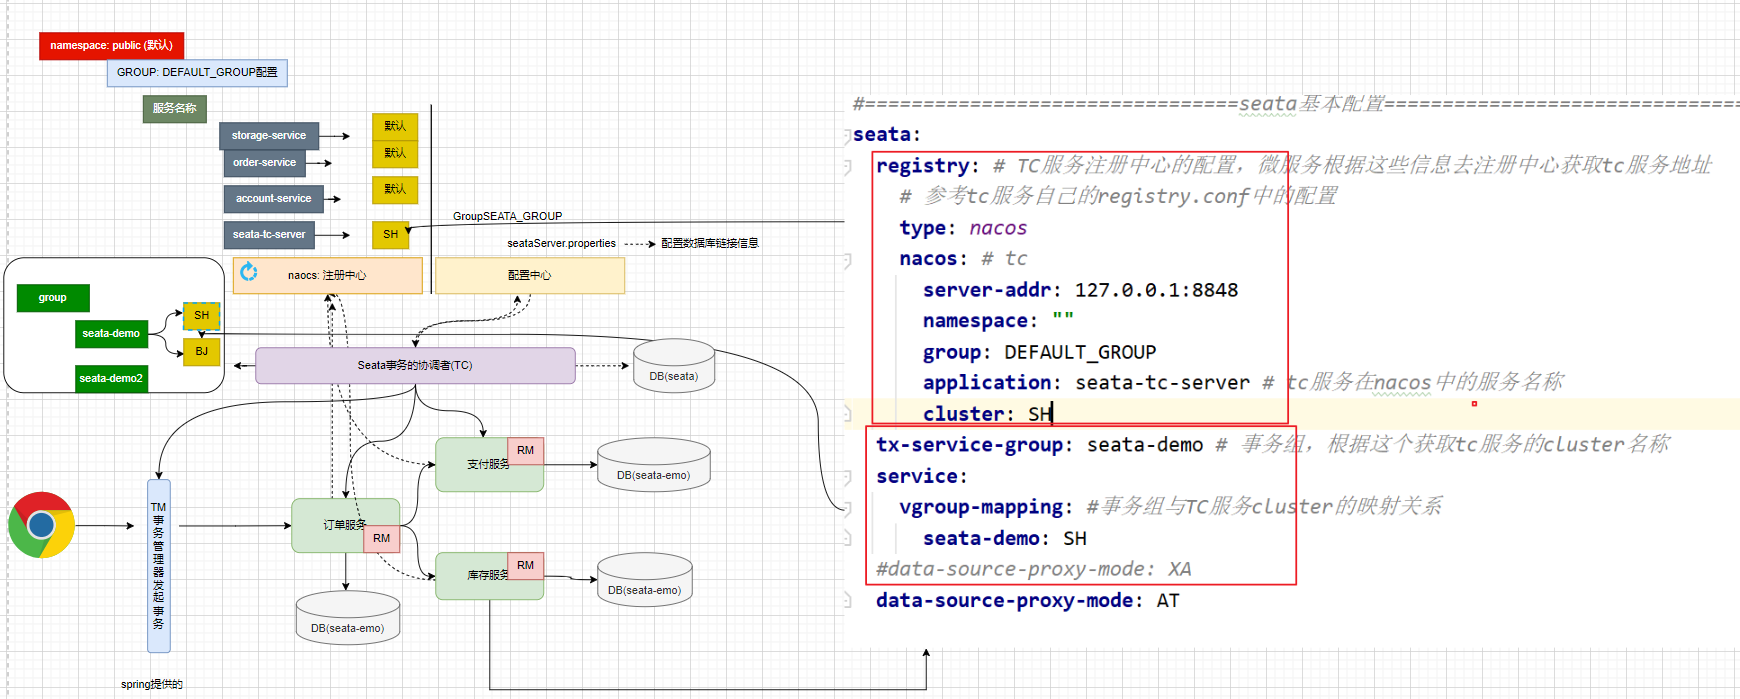 namespace: public (默认)
GROUP: DEFAULT_GROUP配置
服务名称
storage-service
默认
order-service
默认
account-service
默认
seata-tc-server
SH
GroupSEATA_GROUP
seataServer.properties
配置数据库链接信息
naocs: 注册中心
配置中心
group
seata-demo
SH
BJ
seata-demo2
Seata事务的协调者(TC)
DB(seata)
支付服务
RM
DB(seata-emo)
TM
事
务
管
理
器
发
起
事
务
订单服务
RM
库存服务
RM
DB(seata-emo)
DB(seata-emo)
spring提供的
#================================seata基本配置==============================
seata:
registry: # TC服务注册中心的配置，微服务根据这些信息去注册中心获取tc服务地址
# 参考tc服务自己的registry.conf中的配置
type: nacos
nacos: # tc
server-addr: 127.0.0.1:8848
namespace: ""
group: DEFAULT_GROUP
application: seata-tc-server # tc服务在nacos中的服务名称
cluster: SH
tx-service-group: seata-demo # 事务组，根据这个获取tc服务的cluster名称
service:
vgroup-mapping: #事务组与TC服务cluster的映射关系
seata-demo: SH
#data-source-proxy-mode: XA
data-source-proxy-mode: AT